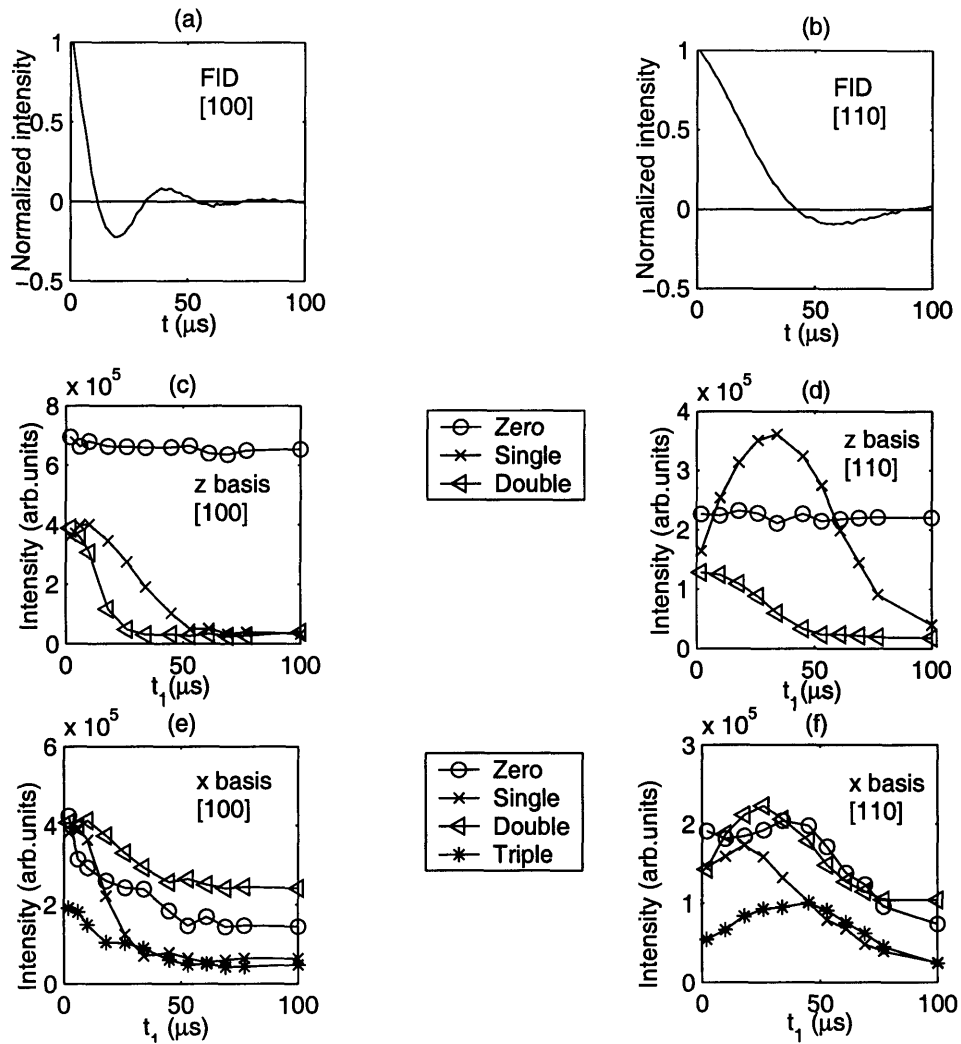 (a)
Normalized intensity
1
0.5
0
−0.5
FID
[100]
0
50
100
t (μs)
(b)
Normalized intensity
1
0.5
0
−0.5
FID
[110]
0
50
100
t (μs)
x 10^5
(c)
Intensity (arb.units)
8
6
4
2
0
z basis
[100]
0
50
100
t_1 (μs)
Zero
Single
Double
x 10^5
(d)
Intensity (arb.units)
4
3
2
1
0
z basis
[110]
0
50
100
t_1 (μs)
x 10^5
(e)
Intensity (arb.units)
6
4
2
0
x basis
[100]
0
50
100
t_1 (μs)
Zero
Single
Double
Triple
x 10^5
(f)
Intensity (arb.units)
3
2
1
0
x basis
[110]
0
50
100
t_1 (μs)